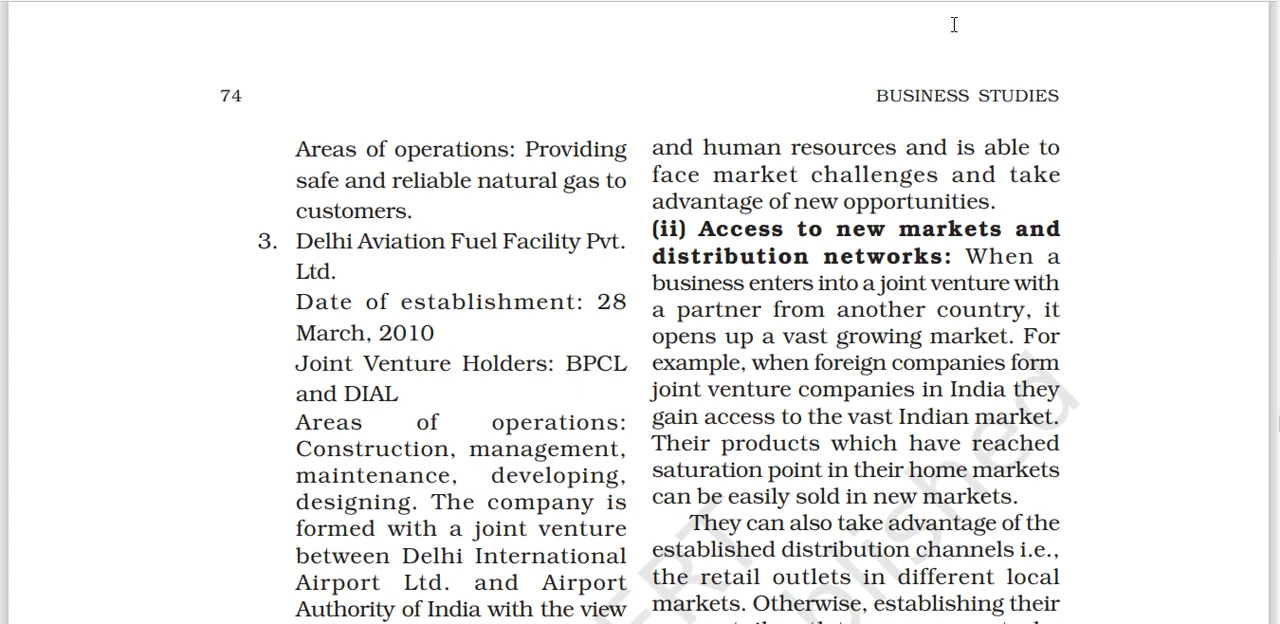 74
BUSINESS STUDIES
Areas of operations: Providing
safe and reliable natural gas to
customers.
3. Delhi Aviation Fuel Facility Pvt.
Ltd.
Date of establishment: 28
March, 2010
Joint Venture Holders: BPCL
and DIAL
Areas of operations:
Construction, management,
maintenance, developing,
designing. The company is
formed with a joint venture
between Delhi International
Airport Ltd. and Airport
Authority of India with the view
and human resources and is able to
face market challenges and take
advantage of new opportunities.
(ii) Access to new markets and
distribution networks: When a
business enters into a joint venture with
a partner from another country, it
opens up a vast growing market. For
example, when foreign companies form
joint venture companies in India they
gain access to the vast Indian market.
Their products which have reached
saturation point in their home markets
can be easily sold in new markets.
They can also take advantage of the
established distribution channels i.e.,
the retail outlets in different local
markets. Otherwise, establishing their